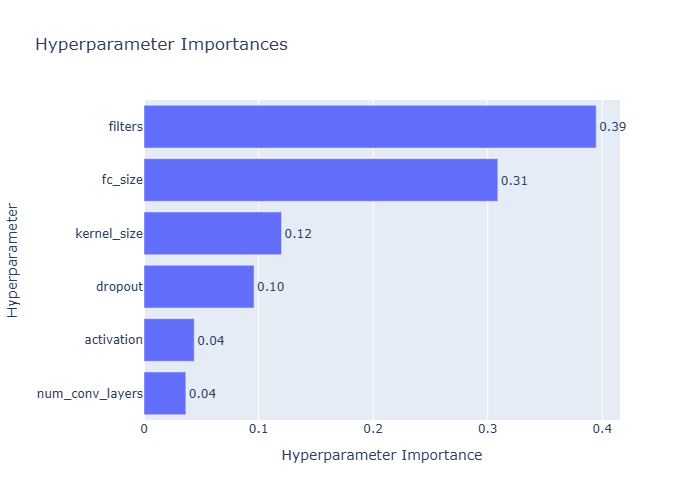 Hyperparameter Importances
Hyperparameter
filters
0.39
fc_size
0.31
kernel_size
0.12
dropout
0.10
activation
0.04
num_conv_layers
0.04
0
0.1
0.2
0.3
0.4
Hyperparameter Importance